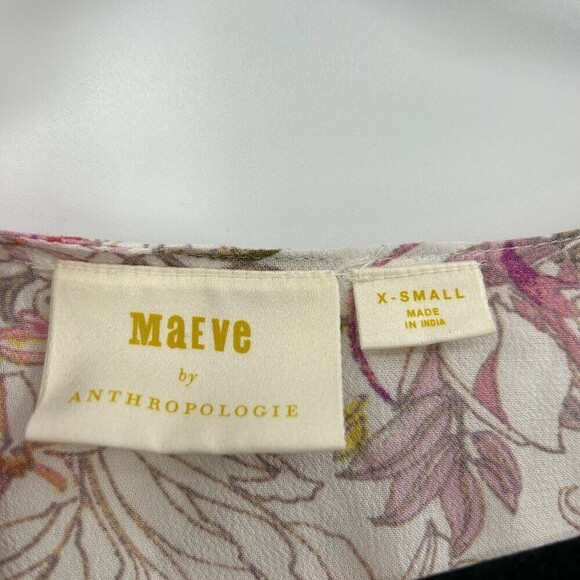 MaEVe
by
ANTHROPOLOGIE
X-SMALL
MADE
IN INDIA